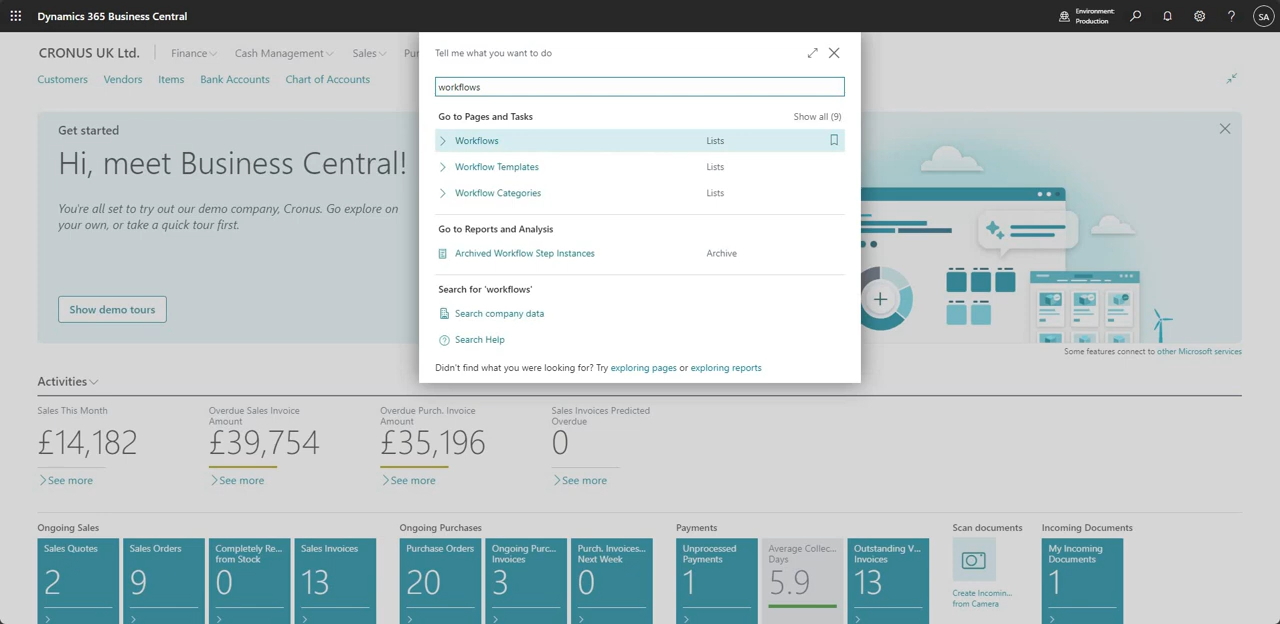 Dynamics 365 Business Central
Environment:
Production
SA
CRONUS UK Ltd.
Finance
Cash Management
Sales
Pur
Customers
Vendors
Items
Bank Accounts
Chart of Accounts
Tell me what you want to do
workflows
Go to Pages and Tasks
Show all (9)
Workflows
Lists
Workflow Templates
Lists
Workflow Categories
Lists
Go to Reports and Analysis
Archived Workflow Step Instances
Archive
Search for 'workflows'
Search company data
Search Help
Didn't find what you were looking for? Try exploring pages or exploring reports
Get started
Hi, meet Business Central!
You're all set to try out our demo company, Cronus. Go explore on
your own, or take a quick tour first.
Show demo tours
Some features connect to other Microsoft services
Activities
Sales This Month
£14,182
See more
Overdue Sales Invoice
Amount
£39,754
See more
Overdue Purch. Invoice
Amount
£35,196
See more
Sales Invoices Predicted
Overdue
0
See more
Ongoing Sales
Sales Quotes
2
Sales Orders
9
Completely Re...
from Stock
0
Sales Invoices
13
Ongoing Purchases
Purchase Orders
20
Ongoing Purc...
Invoices
3
Purch. Invoices...
Next Week
0
Payments
Unprocessed
Payments
1
Average Collec...
Days
5.9
Outstanding V...
Invoices
13
Scan documents
Create Incomin...
from Camera
Incoming Documents
My Incoming
Documents
1